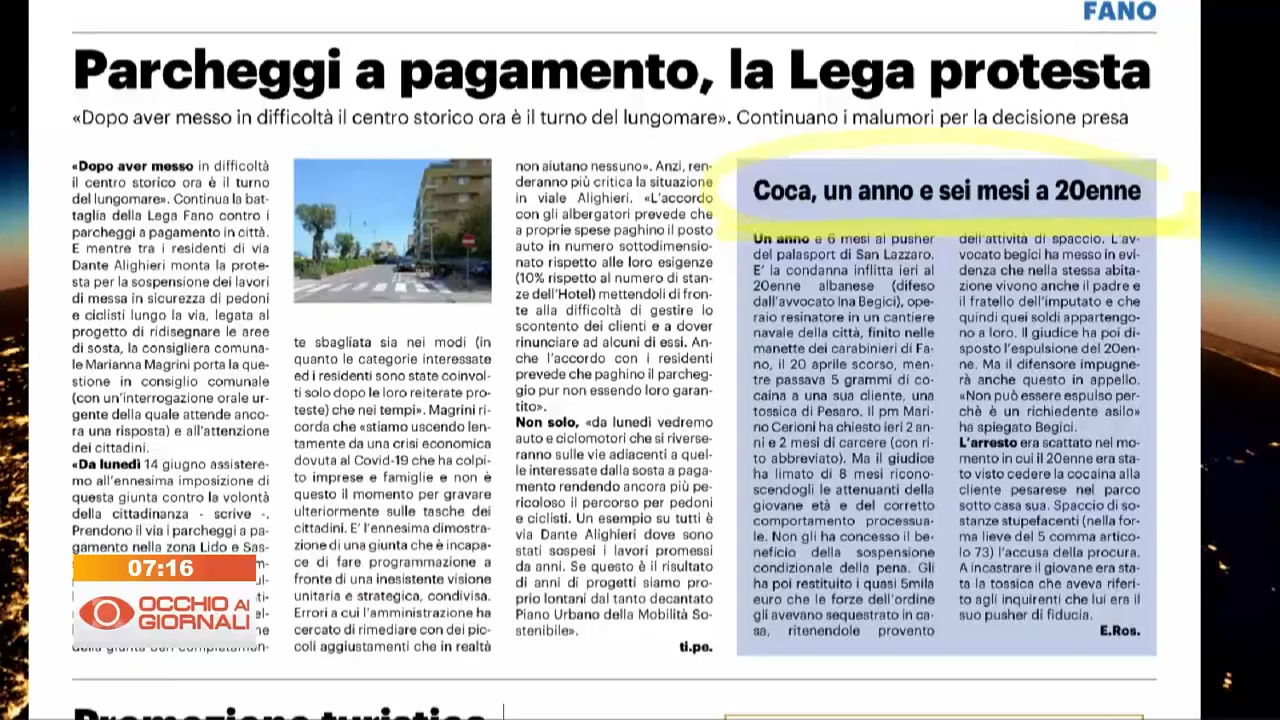 FANO
Parcheggi a pagamento, la Lega protesta
«Dopo aver messo in difficoltà il centro storico ora è il turno del lungomare». Continuano i malumori per la decisione presa
«Dopo aver messo in difficoltà
il centro storico ora è il turno
del lungomare». Continua la bat-
taglia della Lega Fano contro i
parcheggi a pagamento in città.
E mentre tra i residenti di via
Dante Alighieri monta la prote-
sta per la sospensione dei lavori
di messa in sicurezza di pedoni
e ciclisti lungo la via, legata al
progetto di ridisegnare le aree
di sosta, la consigliera comuna-
le Marianna Magrini porta la que-
stione in consiglio comunale
(con un'interrogazione orale ur-
gente della quale attende anco-
ra una risposta) e all'attenzione
dei cittadini.
«Da lunedì 14 giugno assistere-
mo all'ennesima imposizione di
questa giunta contro la volontà
della cittadinanza - scrive -.
Prendono il via i parcheggi a pa-
gamento nella zona Lido e Sas-
te sbagliata sia nei modi (in
quanto le categorie interessate
ed i residenti sono state coinvol-
ti solo dopo le loro reiterate pro-
teste) che nei tempi». Magrini ri-
corda che «stiamo uscendo len-
tamente da una crisi economica
dovuta al Covid-19 che ha colpi-
to imprese e famiglie e non è
questo il momento per gravare
ulteriormente sulle tasche dei
cittadini. E' l'ennesima dimostra-
zione di una giunta che è incapa-
ce di fare programmazione a
fronte di una inesistente visione
unitaria e strategica, condivisa.
Errori a cui l'amministrazione ha
cercato di rimediare con dei pic-
coli aggiustamenti che in realtà
non aiutano nessuno». Anzi, ren-
deranno più critica la situazione
in viale Alighieri. «L'accordo
con gli albergatori prevede che
a proprie spese paghino il posto
auto in numero sottodimensio-
nato rispetto alle loro esigenze
(10% rispetto al numero di stan-
ze dell'Hotel) mettendoli di fron-
te alla difficoltà di gestire lo
scontento dei clienti e a dover
rinunciare ad alcuni di essi. An-
che l'accordo con i residenti
prevede che paghino il parcheg-
gio pur non essendo loro garan-
tito».
Non solo, «da lunedì vedremo
auto e ciclomotori che si riverse-
ranno sulle vie adiacenti a quel-
le interessate dalla sosta a paga-
mento rendendo ancora più pe-
ricoloso il percorso per pedoni
e ciclisti. Un esempio su tutti è
via Dante Alighieri dove sono
stati sospesi i lavori promessi
da anni. Se questo è il risultato
di anni di progetti siamo pro-
prio lontani dal tanto decantato
Piano Urbano della Mobilità So-
stenibile».
ti.pe.
Coca, un anno e sei mesi a 20enne
Un anno e 6 mesi al pusher
del palasport di San Lazzaro.
E' la condanna inflitta ieri al
20enne albanese (difeso
dall'avvocato Ina Begici), ope-
raio resinatore in un cantiere
navale della città, finito nelle
manette dei carabinieri di Fa-
no, il 20 aprile scorso, men-
tre passava 5 grammi di co-
caina a una sua cliente, una
tossica di Pesaro. Il pm Mari-
no Cerioni ha chiesto ieri 2 an-
ni e 2 mesi di carcere (con ri-
to abbreviato). Ma il giudice
ha limato di 8 mesi ricono-
scendogli le attenuanti della
giovane età e del corretto
comportamento processua-
le. Non gli ha concesso il be-
neficio della sospensione
condizionale della pena. Gli
ha poi restituito i quasi 5mila
euro che le forze dell'ordine
gli avevano sequestrato in ca-
sa, ritenendole provento
dell'attività di spaccio. L'av-
vocato begici ha messo in evi-
denza che nella stessa abita-
zione vivono anche il padre e
il fratello dell'imputato e che
quindi quei soldi appartengo-
no a loro. Il giudice ha poi di-
sposto l'espulsione del 20en-
ne. Ma il difensore impugne-
rà anche questo in appello.
«Non può essere espulso per-
chè è un richiedente asilo»
ha spiegato Begici.
L'arresto era scattato nel mo-
mento in cui il 20enne era sta-
to visto cedere la cocaina alla
cliente pesarese nel parco
sotto casa sua. Spaccio di so-
stanze stupefacenti (nella for-
ma lieve del 5 comma artico-
lo 73) l'accusa della procura.
A incastrare il giovane era sta-
ta la tossica che aveva riferi-
to agli inquirenti che lui era il
suo pusher di fiducia.
E.Ros.
07:16
OCCHIO AI
GIORNALI
Promozione turistica